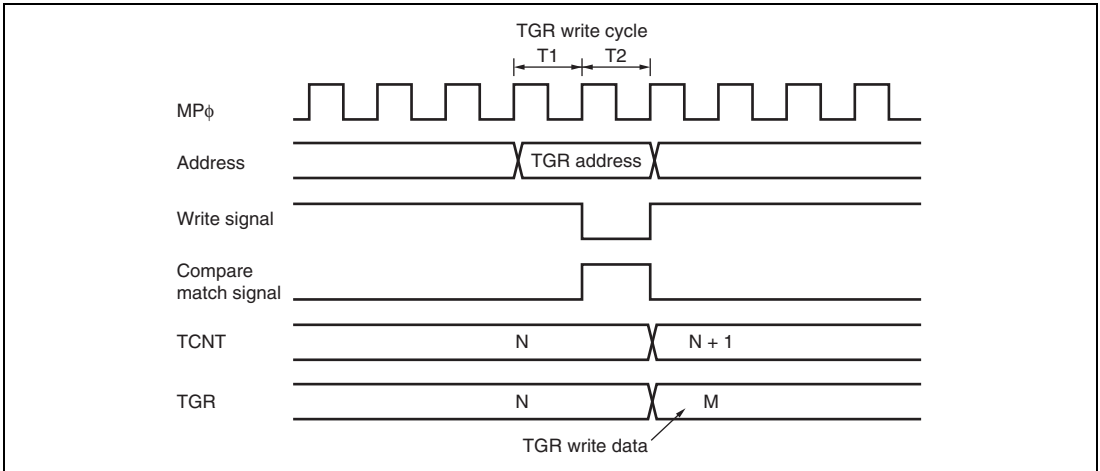 TGR write cycle
T1 T2
MPϕ
Address TGR address
Write signal
Compare
match signal
TCNT N N + 1
TGR N M
TGR write data